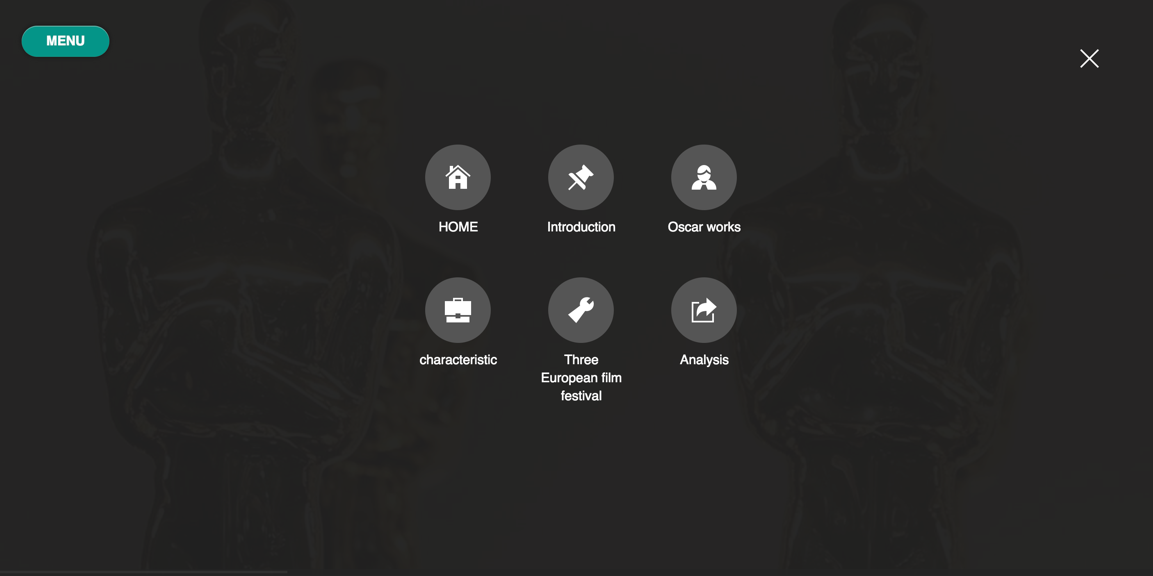 MENU
HOME
Introduction
Oscar works
characteristic
Three
European film
festival
Analysis